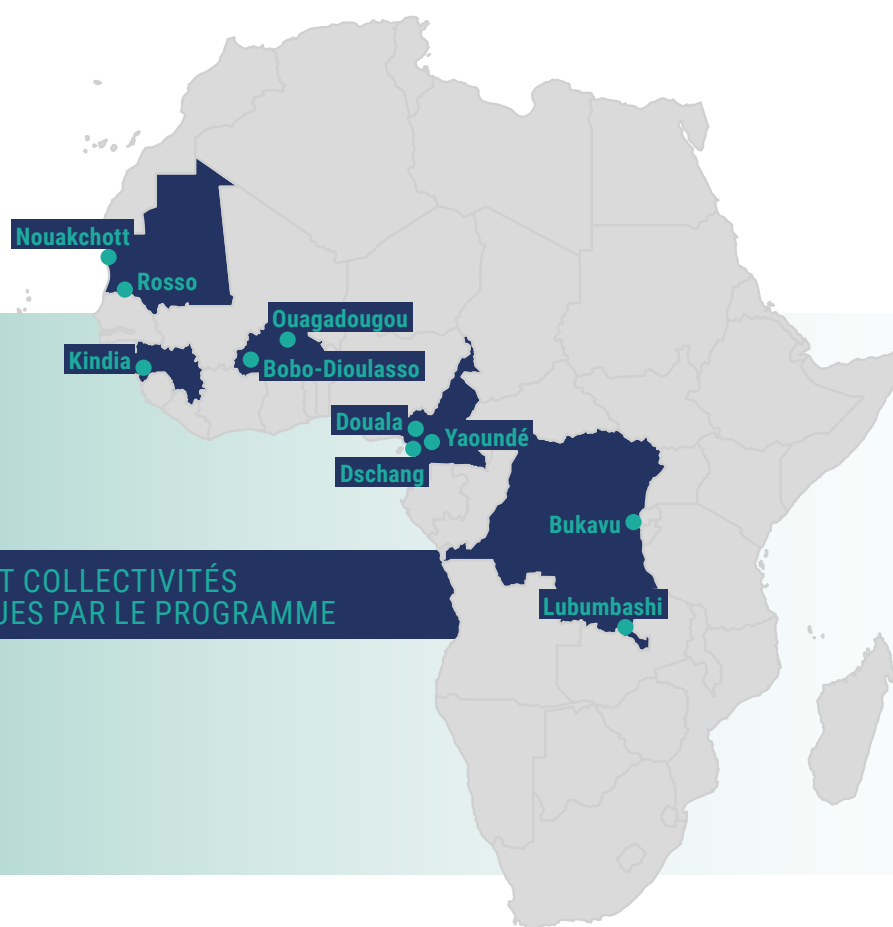 Nouakchott
Rosso
Ouagadougou
Kindia
Bobo-Dioulasso
Douala
Yaoundé
Dschang
Bukavu
T COLLECTIVITÉS
UES PAR LE PROGRAMME
Lubumbashi